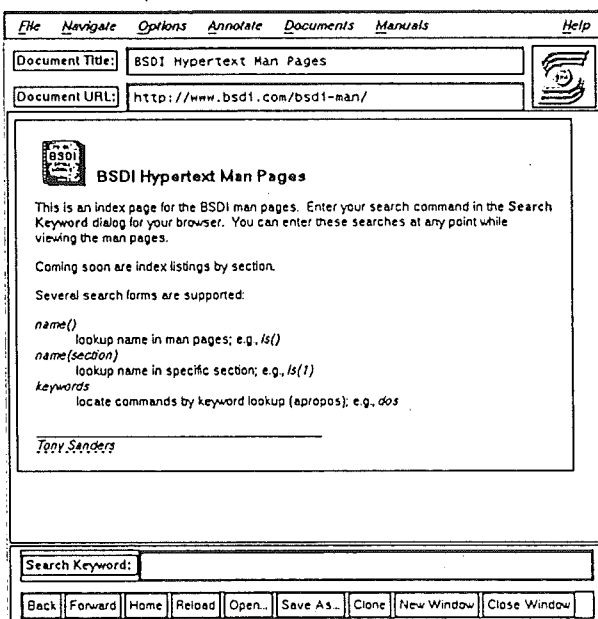 File Navigate Options Annotate Documents Manuals Help
Document Title: BSDI Hypertext Man Pages
Document URL: http://www.bsdi.com/bsdi-man/
BSDI
BSDI Hypertext Man Pages
This is an index page for the BSDI man pages. Enter your search command in the Search
Keyword dialog for your browser. You can enter these searches at any point while
viewing the man pages.
Coming soon are index listings by section.
Several search forms are supported:
name()
lookup name in man pages; e.g., ls()
name(section)
lookup name in specific section; e.g., ls(1)
keywords
locate commands by keyword lookup (apropos); e.g., dos
Tony Sanders
Search Keyword:
Back Forward Home Reload Open... Save As... Clone New Window Close Window